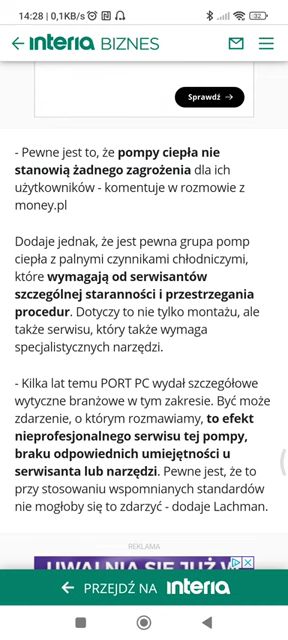 14:28 | 0,1KB/s
32
interia BIZNES
Sprawdź →
- Pewne jest to, że pompy ciepła nie
stanowią żadnego zagrożenia dla ich
użytkowników - komentuje w rozmowie z
money.pl
Dodaje jednak, że jest pewna grupa pomp
ciepła z palnymi czynnikami chłodniczymi,
które wymagają od serwisantów
szczególnej staranności i przestrzegania
procedur. Dotyczy to nie tylko montażu, ale
także serwisu, który także wymaga
specjalistycznych narzędzi.
- Kilka lat temu PORT PC wydał szczegółowe
wytyczne branżowe w tym zakresie. Być może
zdarzenie, o którym rozmawiamy, to efekt
nieprofesjonalnego serwisu tej pompy,
braku odpowiednich umiejętności u
serwisanta lub narzędzi. Pewne jest, że to
przy stosowaniu wspomnianych standardów
nie mogłoby się to zdarzyć - dodaje Lachman.
REKLAMA
UWALNIA SIĘ JUŻ W
← PRZEJDŹ NA interia